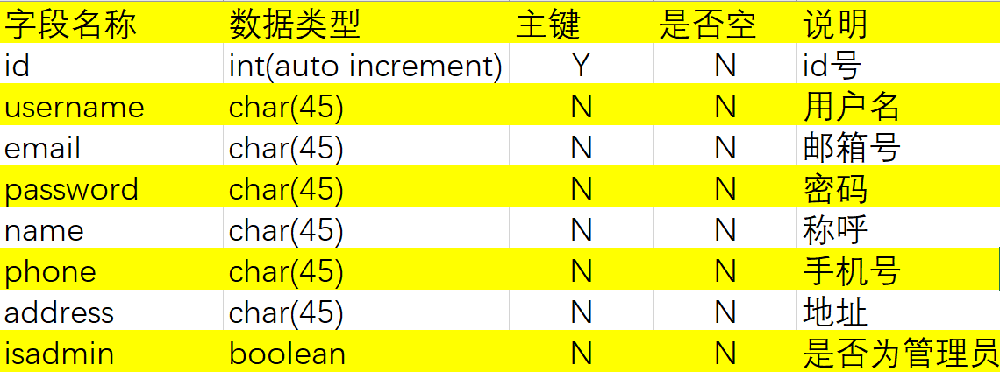 字段名称 数据类型 主键 是否空 说明
id int(auto increment) Y N id号
username char(45) N N 用户名
email char(45) N N 邮箱号
password char(45) N N 密码
name char(45) N N 称呼
phone char(45) N N 手机号
address char(45) N N 地址
isadmin boolean N N 是否为管理员